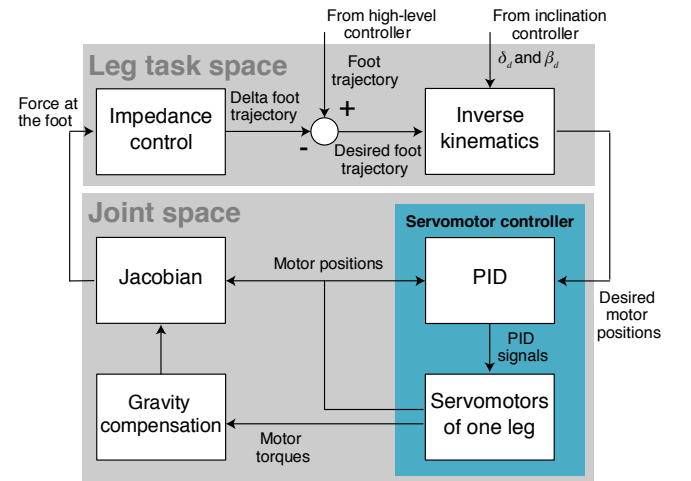 From high-level
controller
From inclination
controller
Leg task space
Foot
trajectory
δd and βd
Force at
the foot
Impedance
control
Delta foot
trajectory
+
-
Desired foot
trajectory
Inverse
kinematics
Joint space
Servomotor controller
Jacobian
Motor positions
PID
Desired
motor
positions
PID
signals
Gravity
compensation
Motor
torques
Servomotors
of one leg